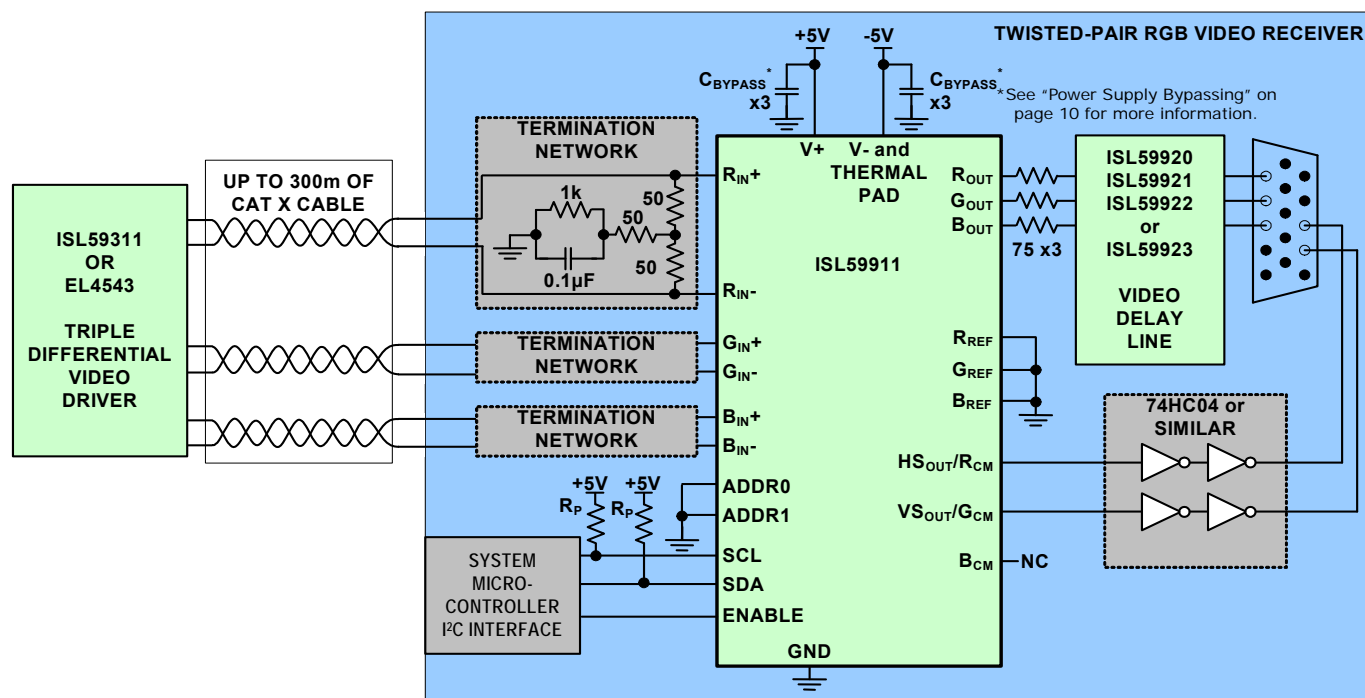 TWISTED-PAIR RGB VIDEO RECEIVER
+5V
-5V
CBYPASS*
x3
CBYPASS*
x3
*See “Power Supply Bypassing” on
page 10 for more information.
ISL59311
OR
EL4543
TRIPLE
DIFFERENTIAL
VIDEO
DRIVER
UP TO 300m OF
CAT X CABLE
TERMINATION
NETWORK
1k
50
50
0.1µF
50
TERMINATION
NETWORK
TERMINATION
NETWORK
+5V
+5V
RP
RP
SYSTEM
MICRO-
CONTROLLER
I²C INTERFACE
V+
V- and
THERMAL
PAD
RIN+
RIN-
GIN+
GIN-
BIN+
BIN-
ADDR0
ADDR1
SCL
SDA
ENABLE
GND
ISL59911
ROUT
GOUT
BOUT
75 x3
RREF
GREF
BREF
HSOUT/RCM
VSOUT/GCM
BCM
NC
ISL59920
ISL59921
ISL59922
or
ISL59923
VIDEO
DELAY
LINE
74HC04 or
SIMILAR